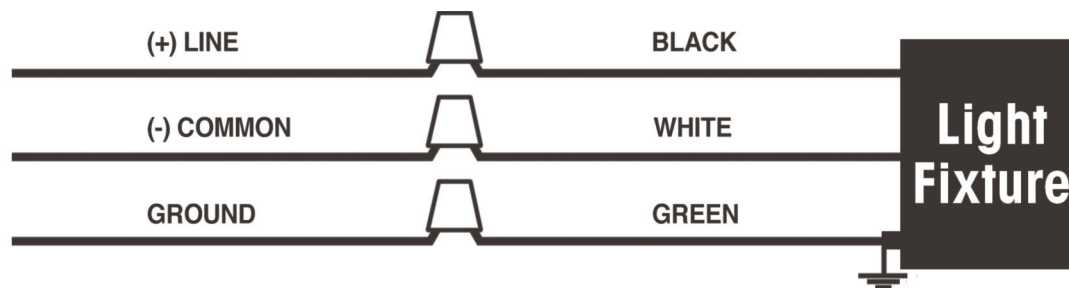 (+) LINE
BLACK
(-) COMMON
WHITE
GROUND
GREEN
Light
Fixture